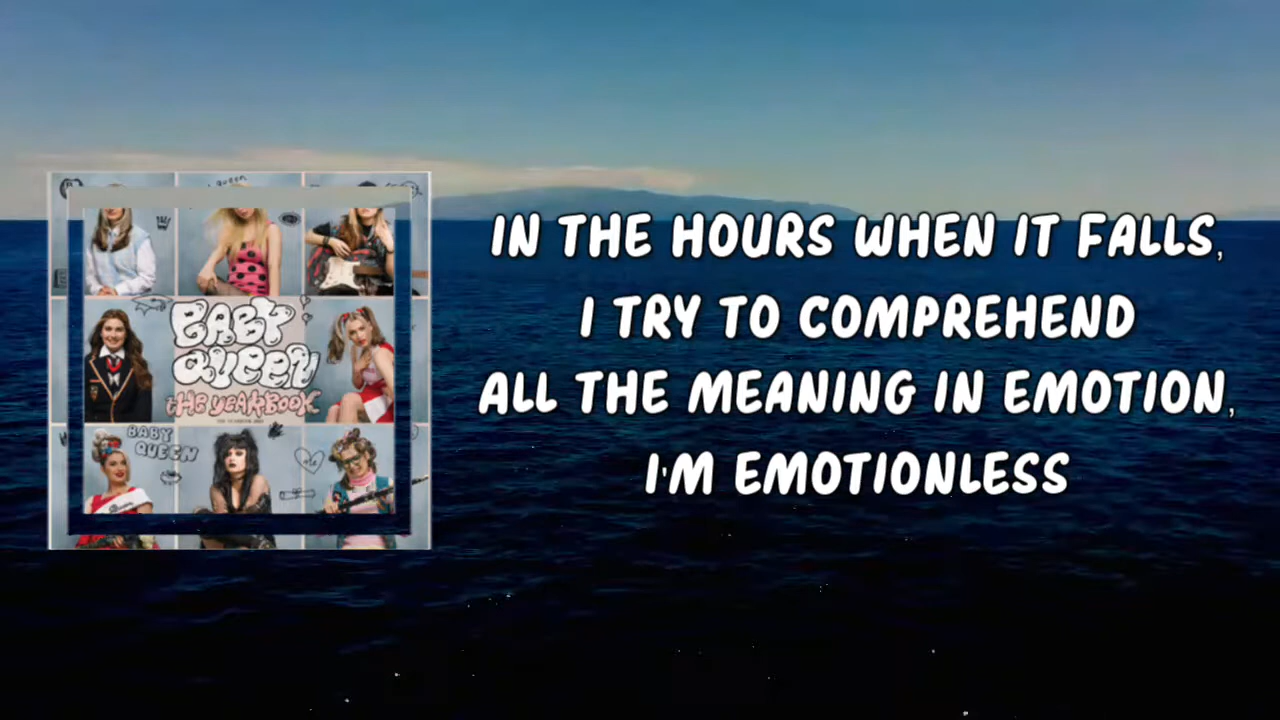 BABY
QUEEN
THE YEARBOOK
BABY
QUEEN
me
IN THE HOURS WHEN IT FALLS,
I TRY TO COMPREHEND
ALL THE MEANING IN EMOTION,
I'M EMOTIONLESS